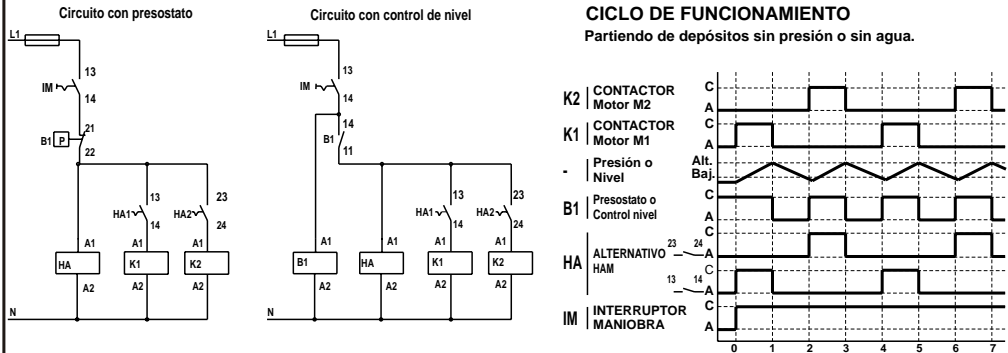 Circuito con presostato
L1
13
IM
14
21
B1 P
22
13
23
HA1
14
HA2
24
A1
A1
A1
HA
K1
K2
A2
A2
A2
N
Circuito con control de nivel
L1
13
IM
14
14
B1
11
13
23
HA1
14
HA2
24
A1
A1
A1
A1
B1
HA
K1
K2
A2
A2
A2
A2
N
CICLO DE FUNCIONAMIENTO
Partiendo de depósitos sin presión o sin agua.
K2 CONTACTOR
Motor M2
C
A
K1 CONTACTOR
Motor M1
C
A
- Presión o
Nivel
Alt.
Baj.
B1 Presostato o
Control nivel
C
A
HA ALTERNATIVO
HAM
23 24
C
A
13 14
C
A
IM INTERRUPTOR
MANIOBRA
C
A
0 1 2 3 4 5 6 7